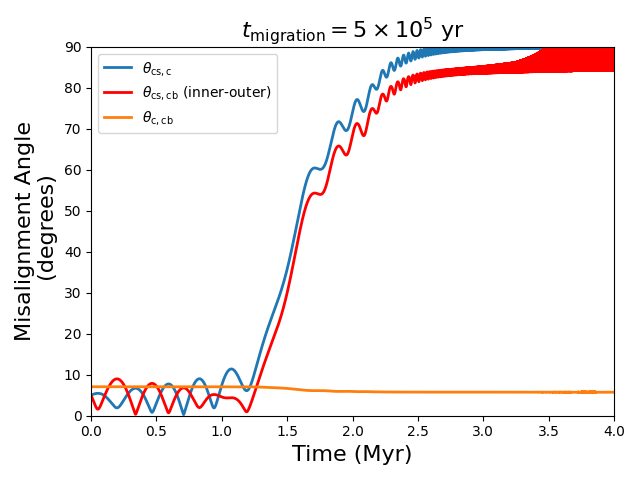 t_migration = 5 × 10^5 yr
Misalignment Angle
(degrees)
90
80
70
60
50
40
30
20
10
0
θ_cs,c
θ_cs,cb (inner-outer)
θ_c,cb
0.0 0.5 1.0 1.5 2.0 2.5 3.0 3.5 4.0
Time (Myr)